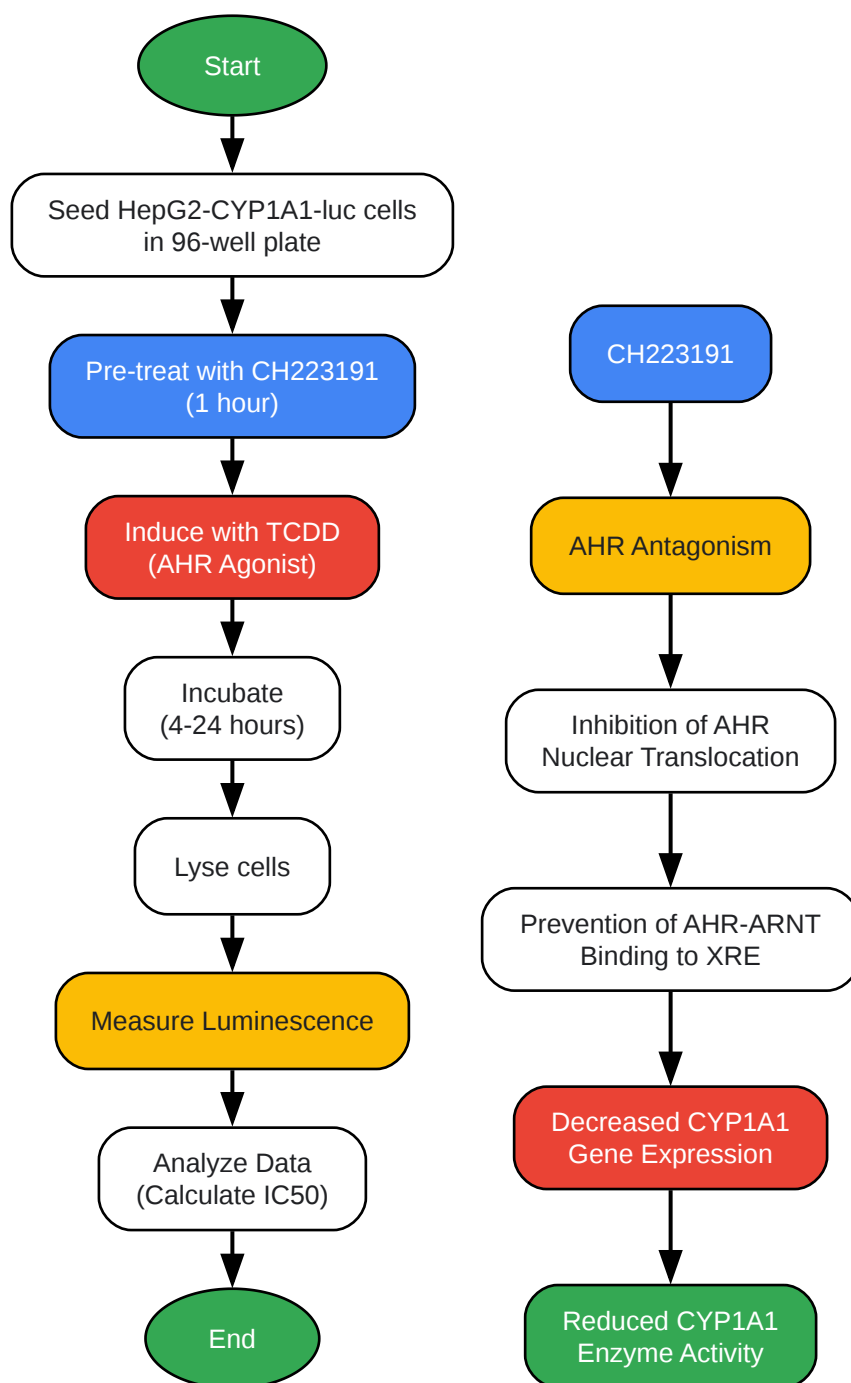 Start
Seed HepG2-CYP1A1-luc cells
in 96-well plate
Pre-treat with CH223191
(1 hour)
Induce with TCDD
(AHR Agonist)
Incubate
(4-24 hours)
Lyse cells
Measure Luminescence
Analyze Data
(Calculate IC50)
End
CH223191
AHR Antagonism
Inhibition of AHR
Nuclear Translocation
Prevention of AHR-ARNT
Binding to XRE
Decreased CYP1A1
Gene Expression
Reduced CYP1A1
Enzyme Activity